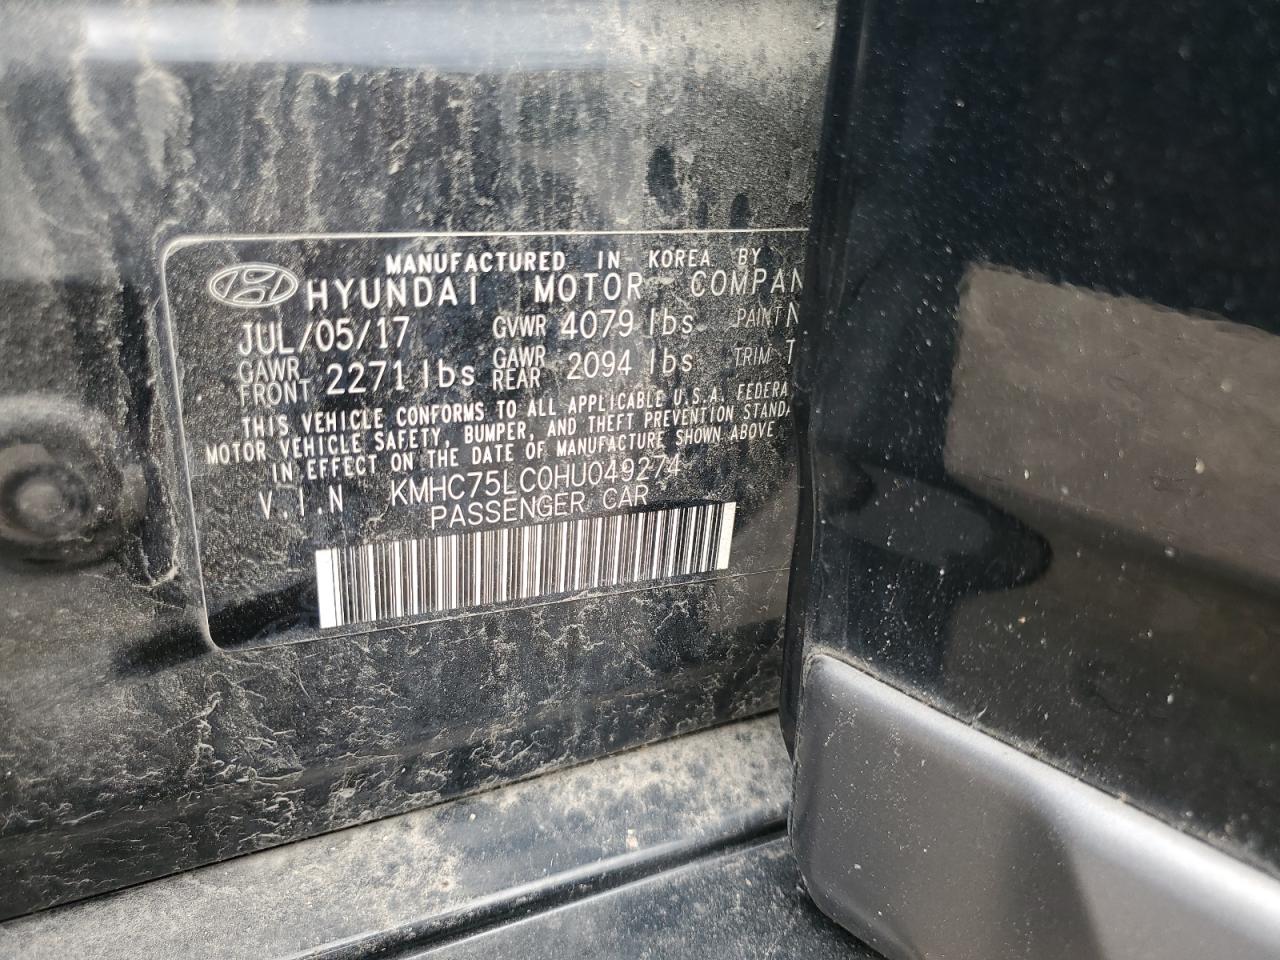 MANUFACTURED IN KOREA BY
HYUNDAI MOTOR COMPAN
JUL/05/17 GVWR 4079 lbs PAINT N
GAWR FRONT 2271 lbs GAWR REAR 2094 lbs TRIM T
THIS VEHICLE CONFORMS TO ALL APPLICABLE U.S.A. FEDERA
MOTOR VEHICLE SAFETY, BUMPER, AND THEFT PREVENTION STANDA
IN EFFECT ON THE DATE OF MANUFACTURE SHOWN ABOVE
V.I.N KMHC75LC0HU049274
PASSENGER CAR